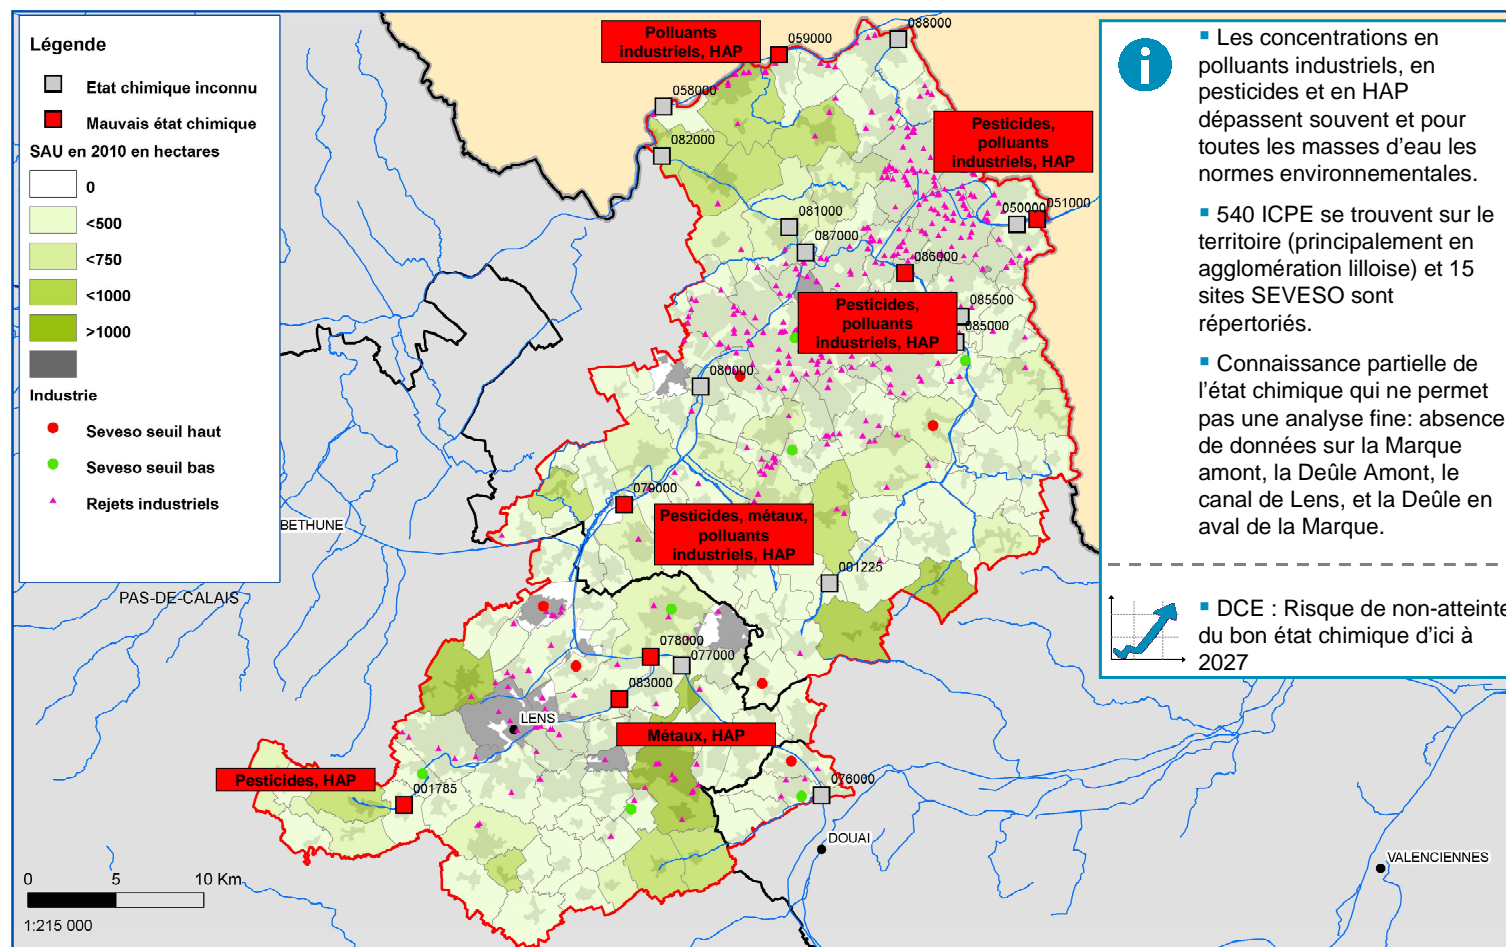 Légende
Etat chimique inconnu
Mauvais état chimique
SAU en 2010 en hectares
0
<500
<750
<1000
>1000
Industrie
Seveso seuil haut
Seveso seuil bas
Rejets industriels
Polluants
industriels, HAP
059000
088000
058000
082000
Pesticides,
polluants
industriels, HAP
081000
087000
050000
051000
086000
085500
085000
Pesticides,
polluants
industriels, HAP
080000
079000
BETHUNE
Pesticides, métaux,
polluants
industriels, HAP
001225
PAS-DE-CALAIS
078000
077000
083000
LENS
Métaux, HAP
Pesticides, HAP
001785
076000
DOUAI
VALENCIENNES
0 5 10 Km
1:215 000
▪ Les concentrations en
polluants industriels, en
pesticides et en HAP
dépassent souvent et pour
toutes les masses d'eau les
normes environnementales.
▪ 540 ICPE se trouvent sur le
territoire (principalement en
agglomération lilloise) et 15
sites SEVESO sont
répertoriés.
▪ Connaissance partielle de
l'état chimique qui ne permet
pas une analyse fine: absence
de données sur la Marque
amont, la Deûle Amont, le
canal de Lens, et la Deûle en
aval de la Marque.
▪ DCE : Risque de non-atteinte
du bon état chimique d'ici à
2027